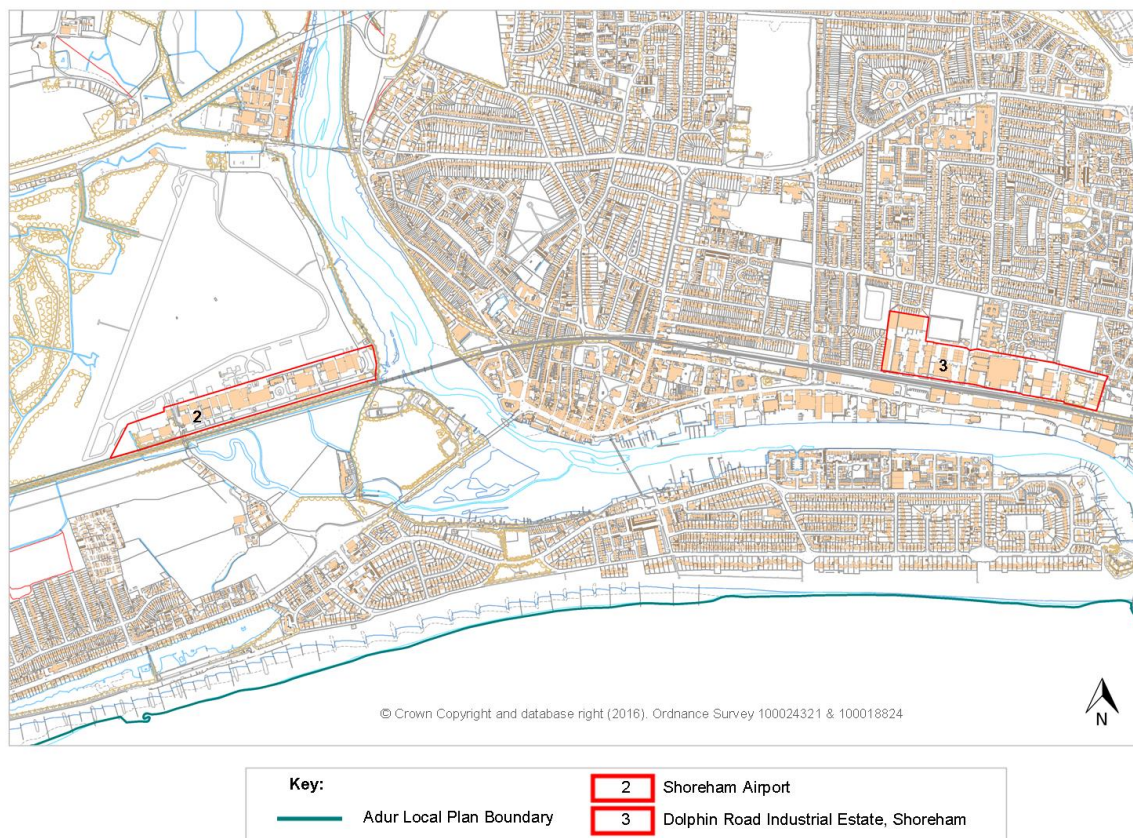 2
3
© Crown Copyright and database right (2016). Ordnance Survey 100024321 & 100018824
N
Key:
Adur Local Plan Boundary
2 Shoreham Airport
3 Dolphin Road Industrial Estate, Shoreham